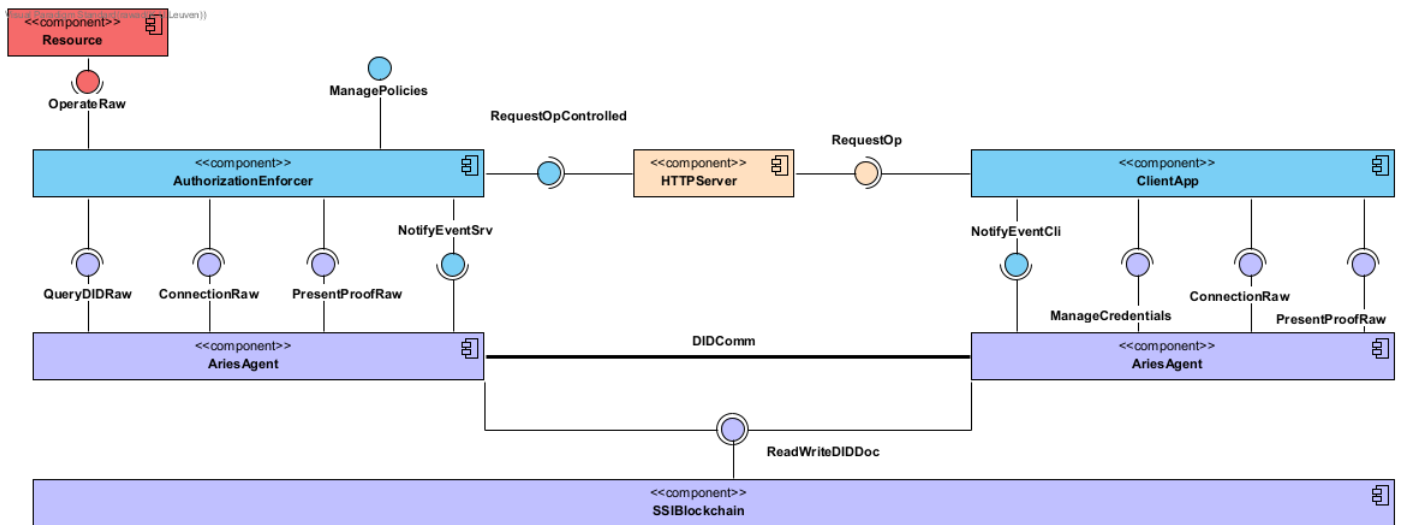 <<component>>
Resource
OperateRaw
ManagePolicies
RequestOpControlled
RequestOp
<<component>>
AuthorizationEnforcer
<<component>>
HTTPServer
<<component>>
ClientApp
NotifyEventSrv
NotifyEventCli
QueryDIDRaw
ConnectionRaw
PresentProofRaw
ManageCredentials
ConnectionRaw
PresentProofRaw
<<component>>
AriesAgent
DIDComm
<<component>>
AriesAgent
ReadWriteDIDDoc
<<component>>
SSIBlockchain